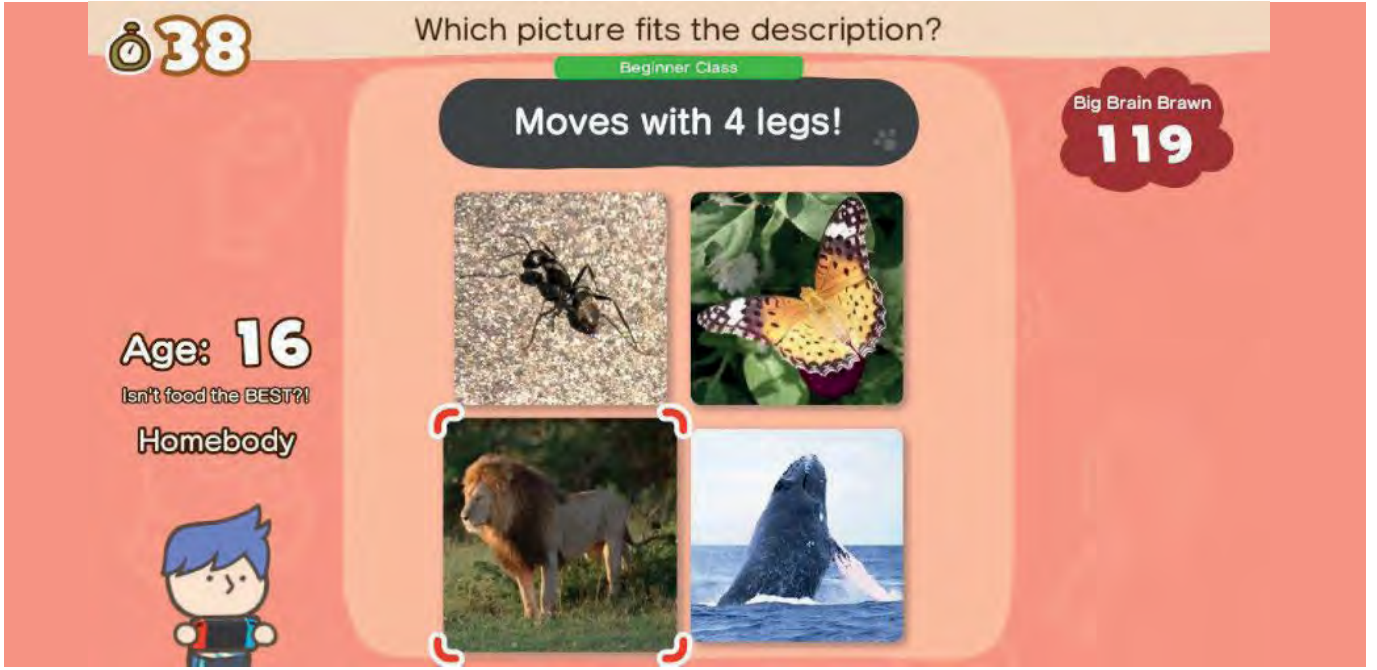 38
Which picture fits the description?
Beginner Class
Moves with 4 legs!
Big Brain Brawn
119
Age: 16
Isn't food the BEST?!
Homebody